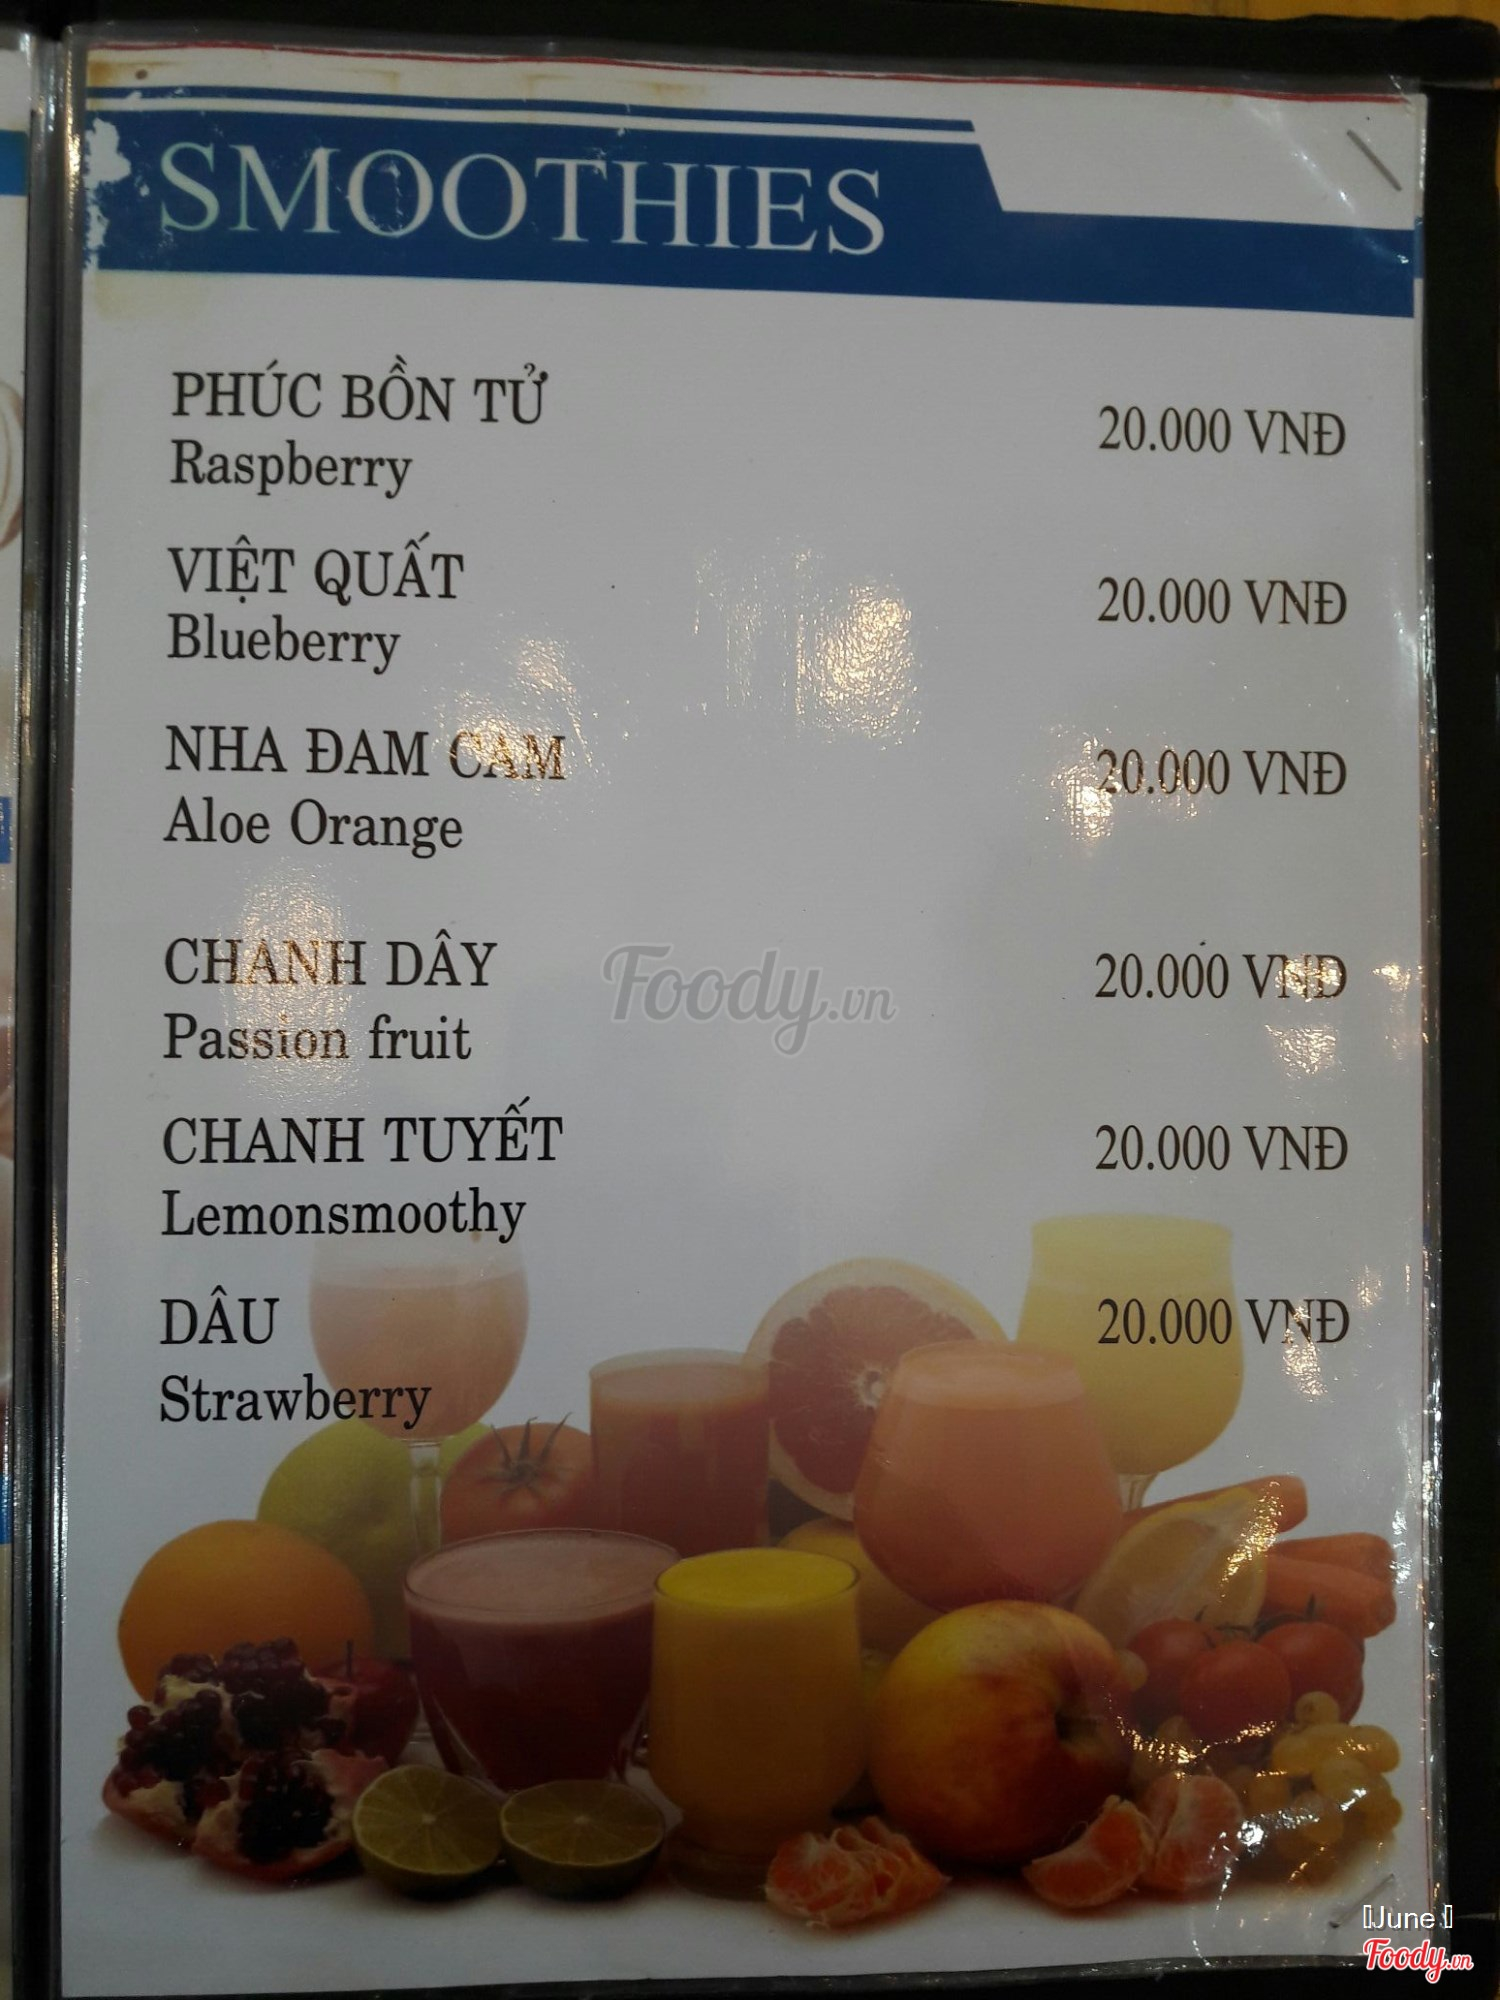 SMOOTHIES
PHÚC BỒN TỬ
Raspberry
20.000 VNĐ
VIỆT QUẤT
Blueberry
20.000 VNĐ
NHA ĐAM CAM
Aloe Orange
20.000 VNĐ
CHANH DÂY
Passion fruit
20.000 VNĐ
Foody.vn
CHANH TUYẾT
Lemonsmoothy
20.000 VNĐ
DÂU
Strawberry
20.000 VNĐ
June
Foody.vn